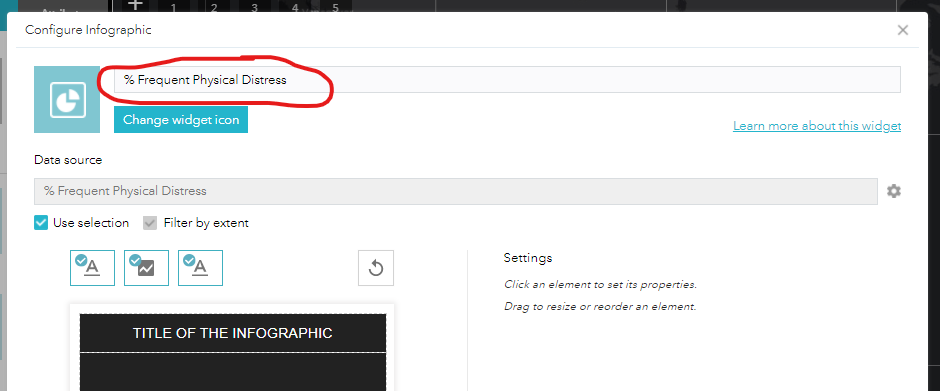 1 2 3 4 5
Configure Infographic
% Frequent Physical Distress
Change widget icon
Learn more about this widget
Data source
% Frequent Physical Distress
Use selection Filter by extent
A A
Settings
Click an element to set its properties.
Drag to resize or reorder an element.
TITLE OF THE INFOGRAPHIC